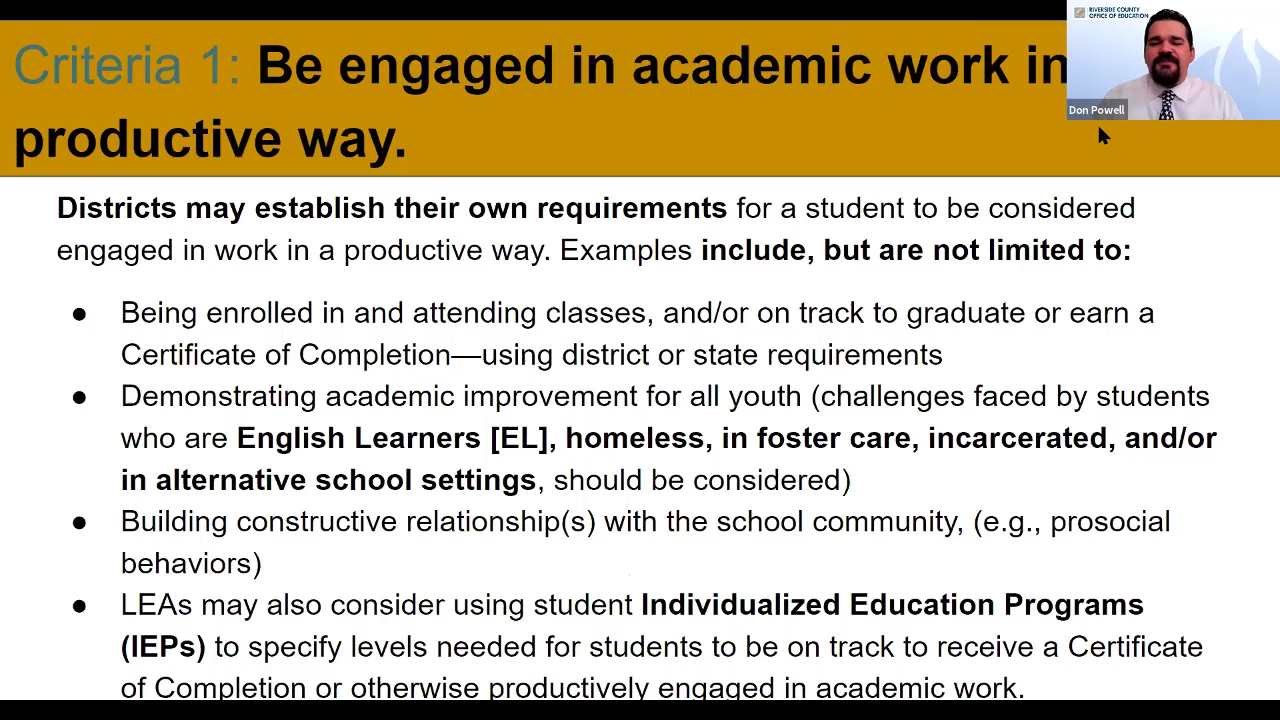 RIVERSIDE COUNTY
OFFICE OF EDUCATION
Don Powell
Criteria 1: Be engaged in academic work in
productive way.
Districts may establish their own requirements for a student to be considered
engaged in work in a productive way. Examples include, but are not limited to:
● Being enrolled in and attending classes, and/or on track to graduate or earn a
Certificate of Completion—using district or state requirements
● Demonstrating academic improvement for all youth (challenges faced by students
who are English Learners [EL], homeless, in foster care, incarcerated, and/or
in alternative school settings, should be considered)
● Building constructive relationship(s) with the school community, (e.g., prosocial
behaviors)
● LEAs may also consider using student Individualized Education Programs
(IEPs) to specify levels needed for students to be on track to receive a Certificate
of Completion or otherwise productively engaged in academic work.